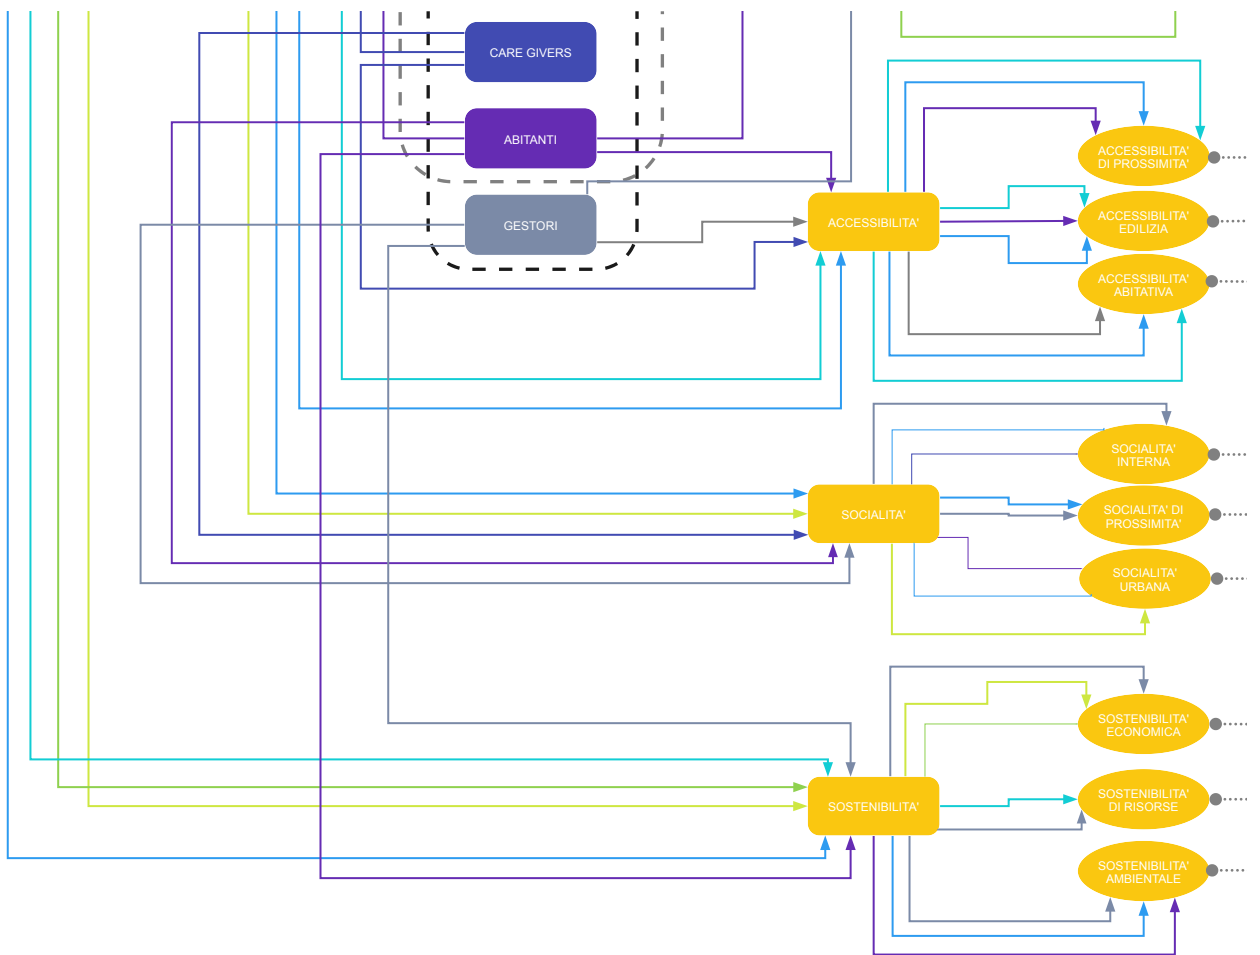 CARE GIVERS
ABITANTI
GESTORI
ACCESSIBILITA'
ACCESSIBILITA'
DI PROSSIMITA'
ACCESSIBILITA'
EDILIZIA
ACCESSIBILITA'
ABITATIVA
SOCIALITA'
SOCIALITA'
INTERNA
SOCIALITA' DI
PROSSIMITA'
SOCIALITA'
URBANA
SOSTENIBILITA'
SOSTENIBILITA'
ECONOMICA
SOSTENIBILITA'
DI RISORSE
SOSTENIBILITA'
AMBIENTALE